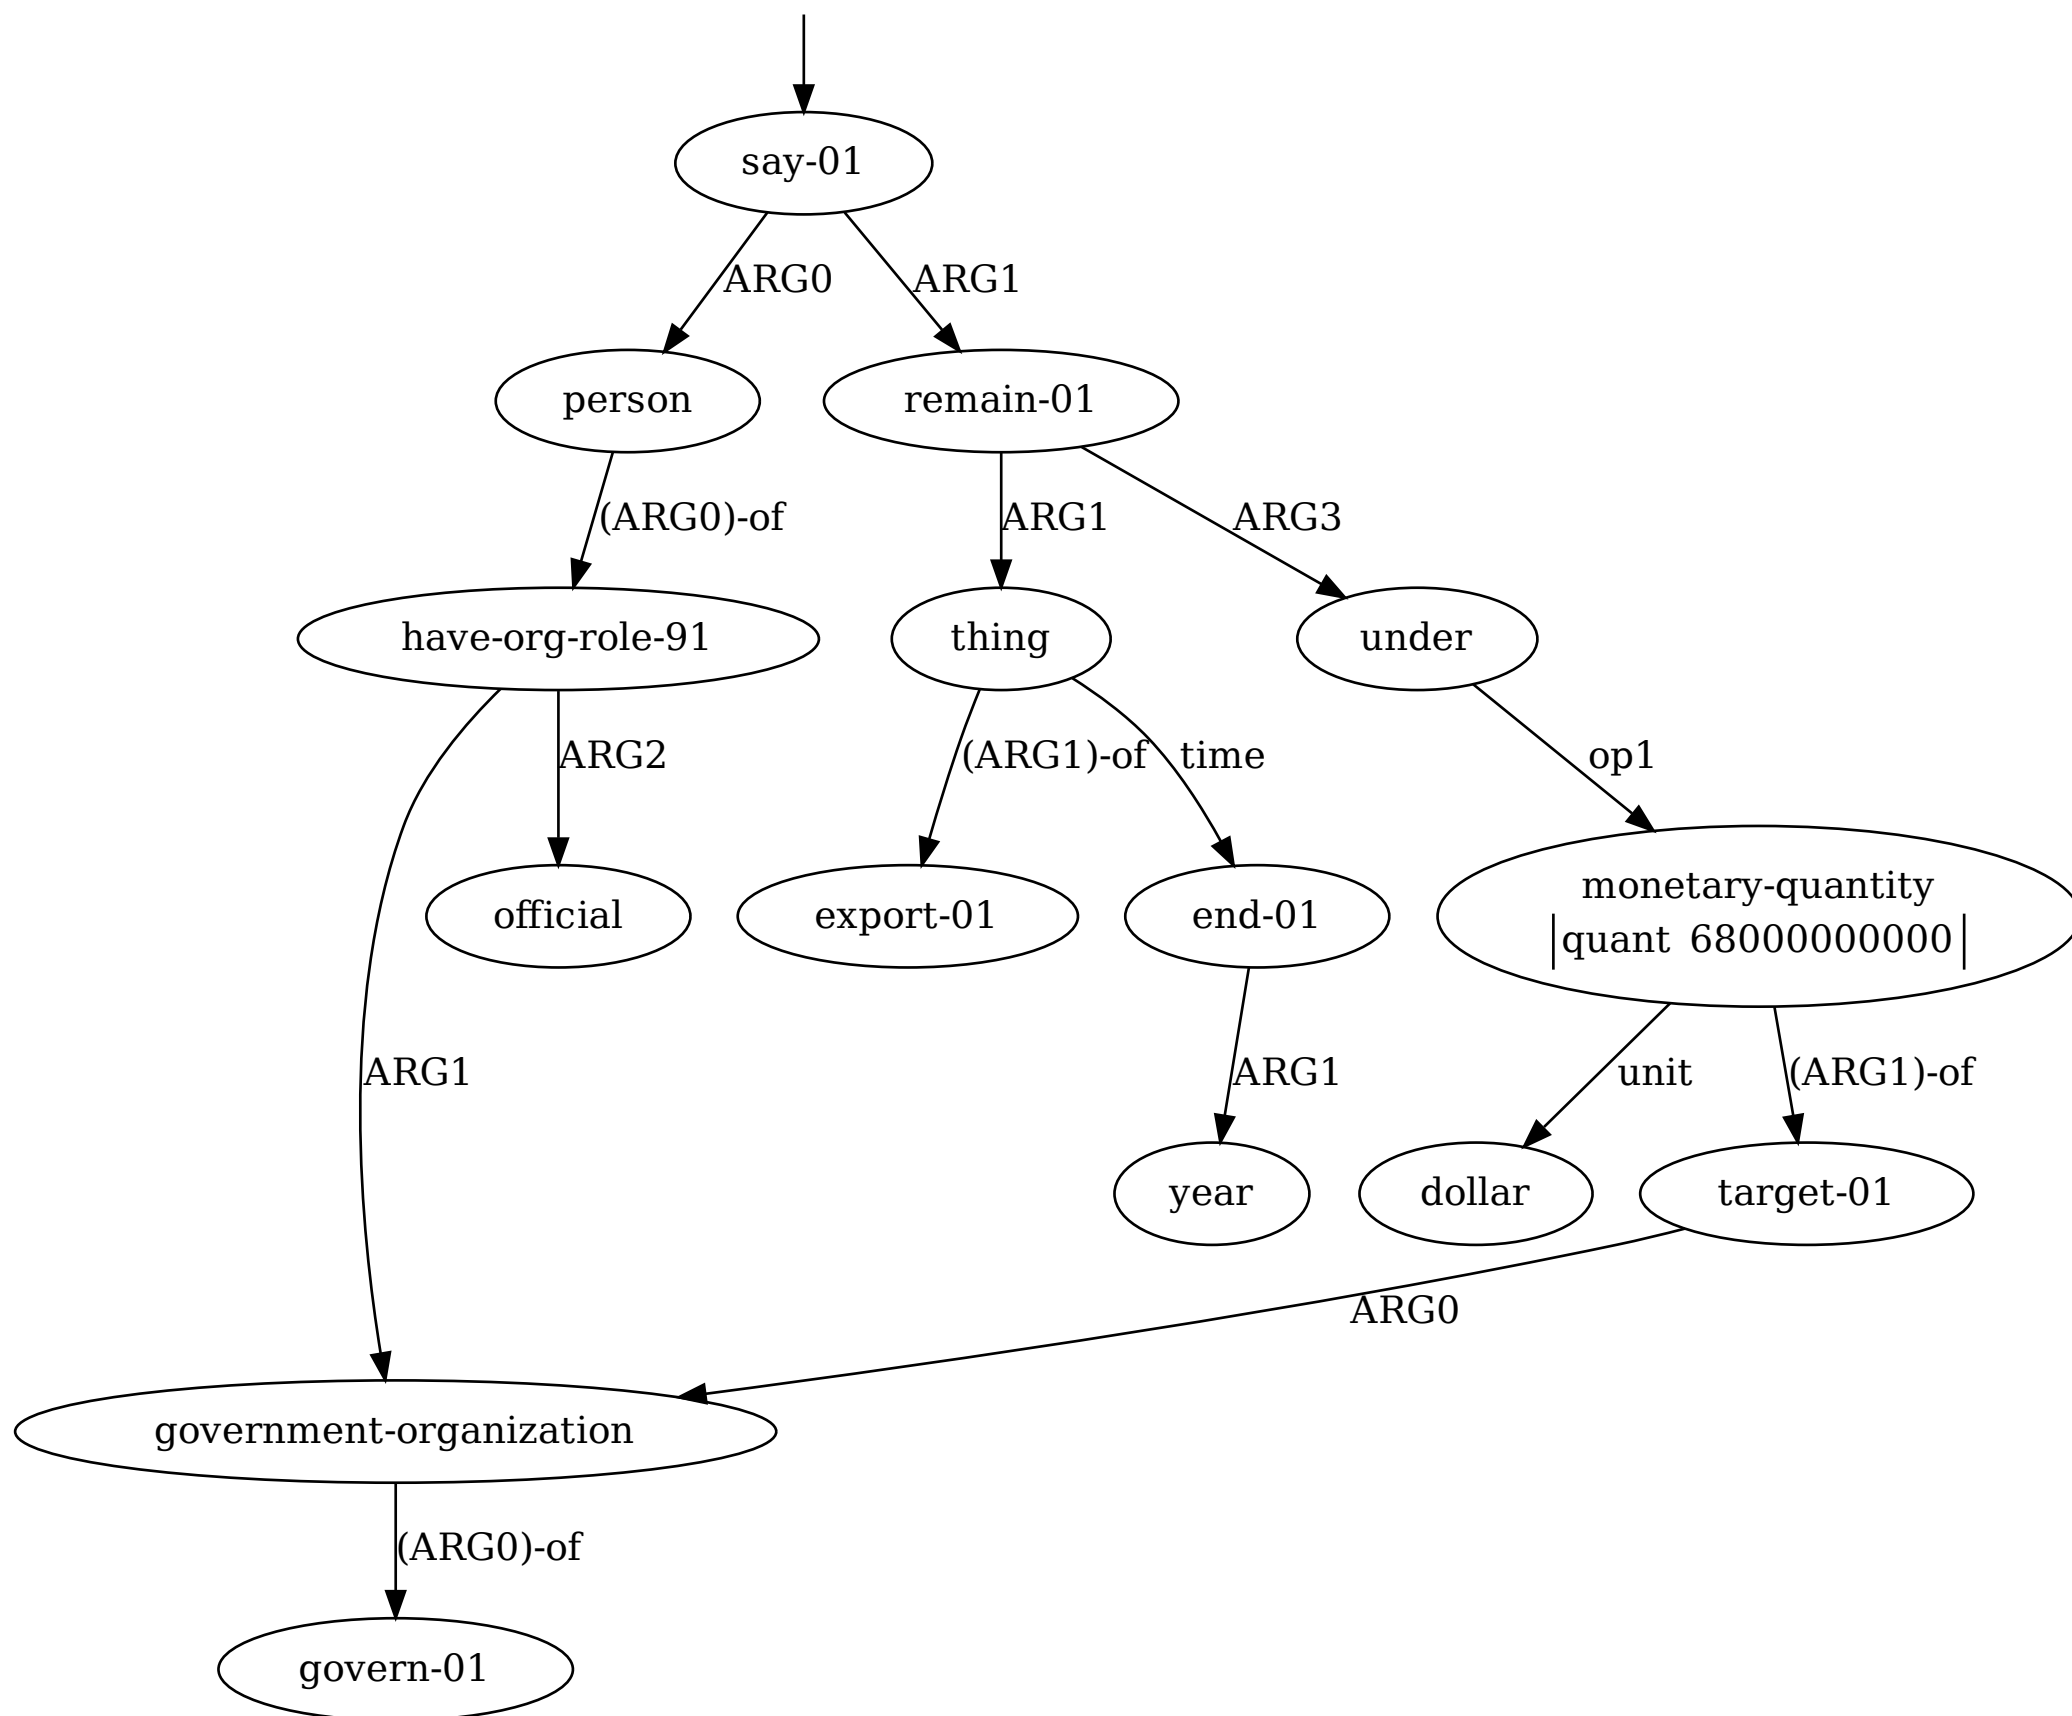 say-01
ARG0
ARG1
person
remain-01
(ARG0)-of
ARG1
ARG3
have-org-role-91
thing
under
ARG2
(ARG1)-of
time
op1
official
export-01
end-01
monetary-quantity
|quant 68000000000|
ARG1
ARG1
unit
(ARG1)-of
year
dollar
target-01
ARG0
government-organization
(ARG0)-of
govern-01